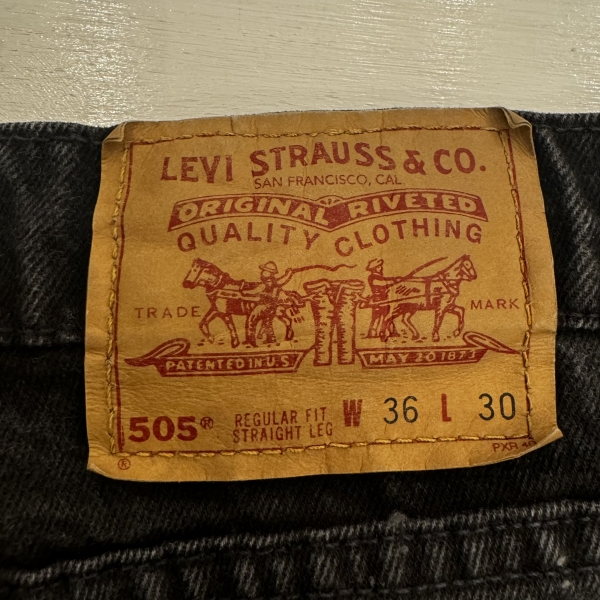 LEVI STRAUSS & CO.
SAN FRANCISCO, CAL
ORIGINAL RIVETED
QUALITY CLOTHING
TRADE MARK
PATENTED IN U.S MAY 20 1873
505® REGULAR FIT W 36 L 30
STRAIGHT LEG
®